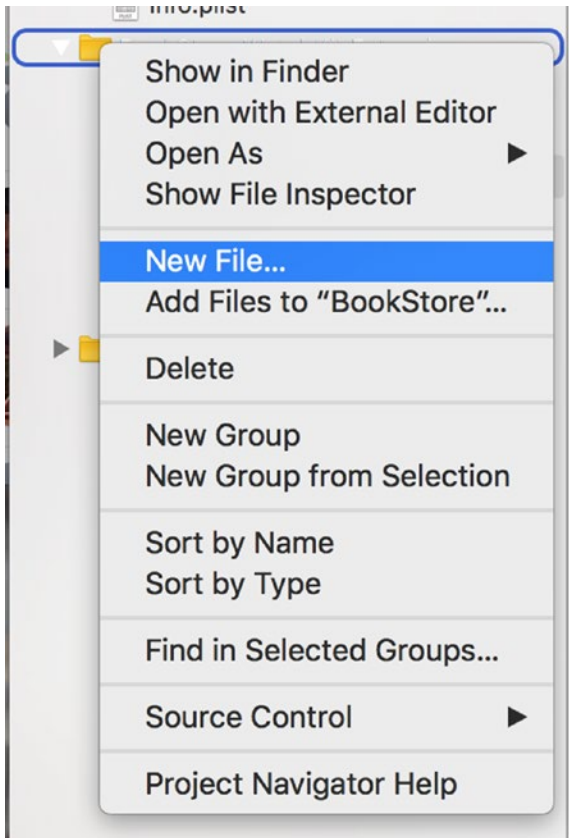 Info.plist
Show in Finder
Open with External Editor
Open As
Show File Inspector
New File...
Add Files to “BookStore”...
Delete
New Group
New Group from Selection
Sort by Name
Sort by Type
Find in Selected Groups...
Source Control
Project Navigator Help